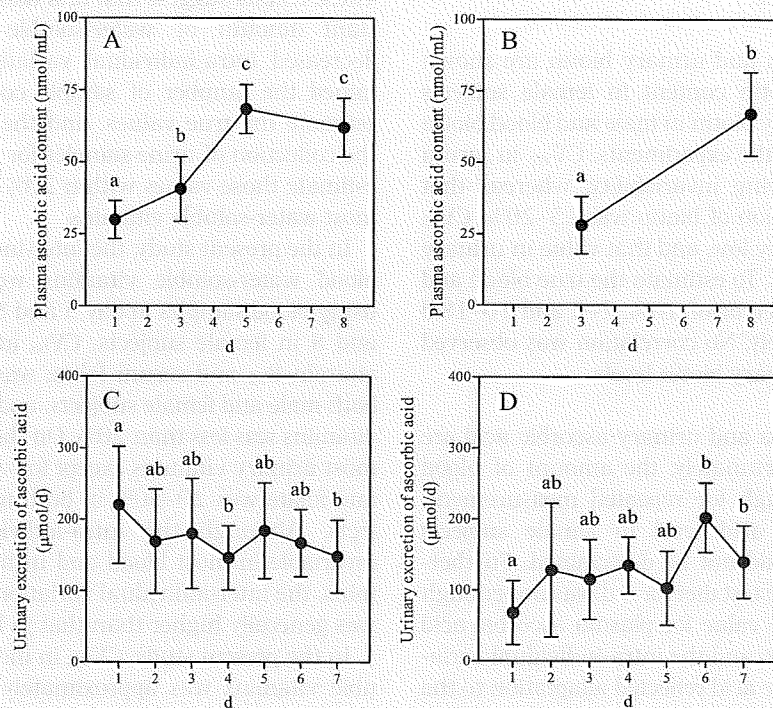 A
Plasma ascorbic acid content (nmol/mL)
100
75
50
25
0
a
b
c
c
1 2 3 4 5 6 7 8
d
B
Plasma ascorbic acid content (nmol/mL)
100
75
50
25
0
a
b
1 2 3 4 5 6 7 8
d
C
Urinary excretion of ascorbic acid
(μmol/d)
400
300
200
100
0
a
ab
ab
b
ab
ab
b
1 2 3 4 5 6 7
d
D
Urinary excretion of ascorbic acid
(μmol/d)
400
300
200
100
0
a
ab
ab
ab
ab
b
b
1 2 3 4 5 6 7
d